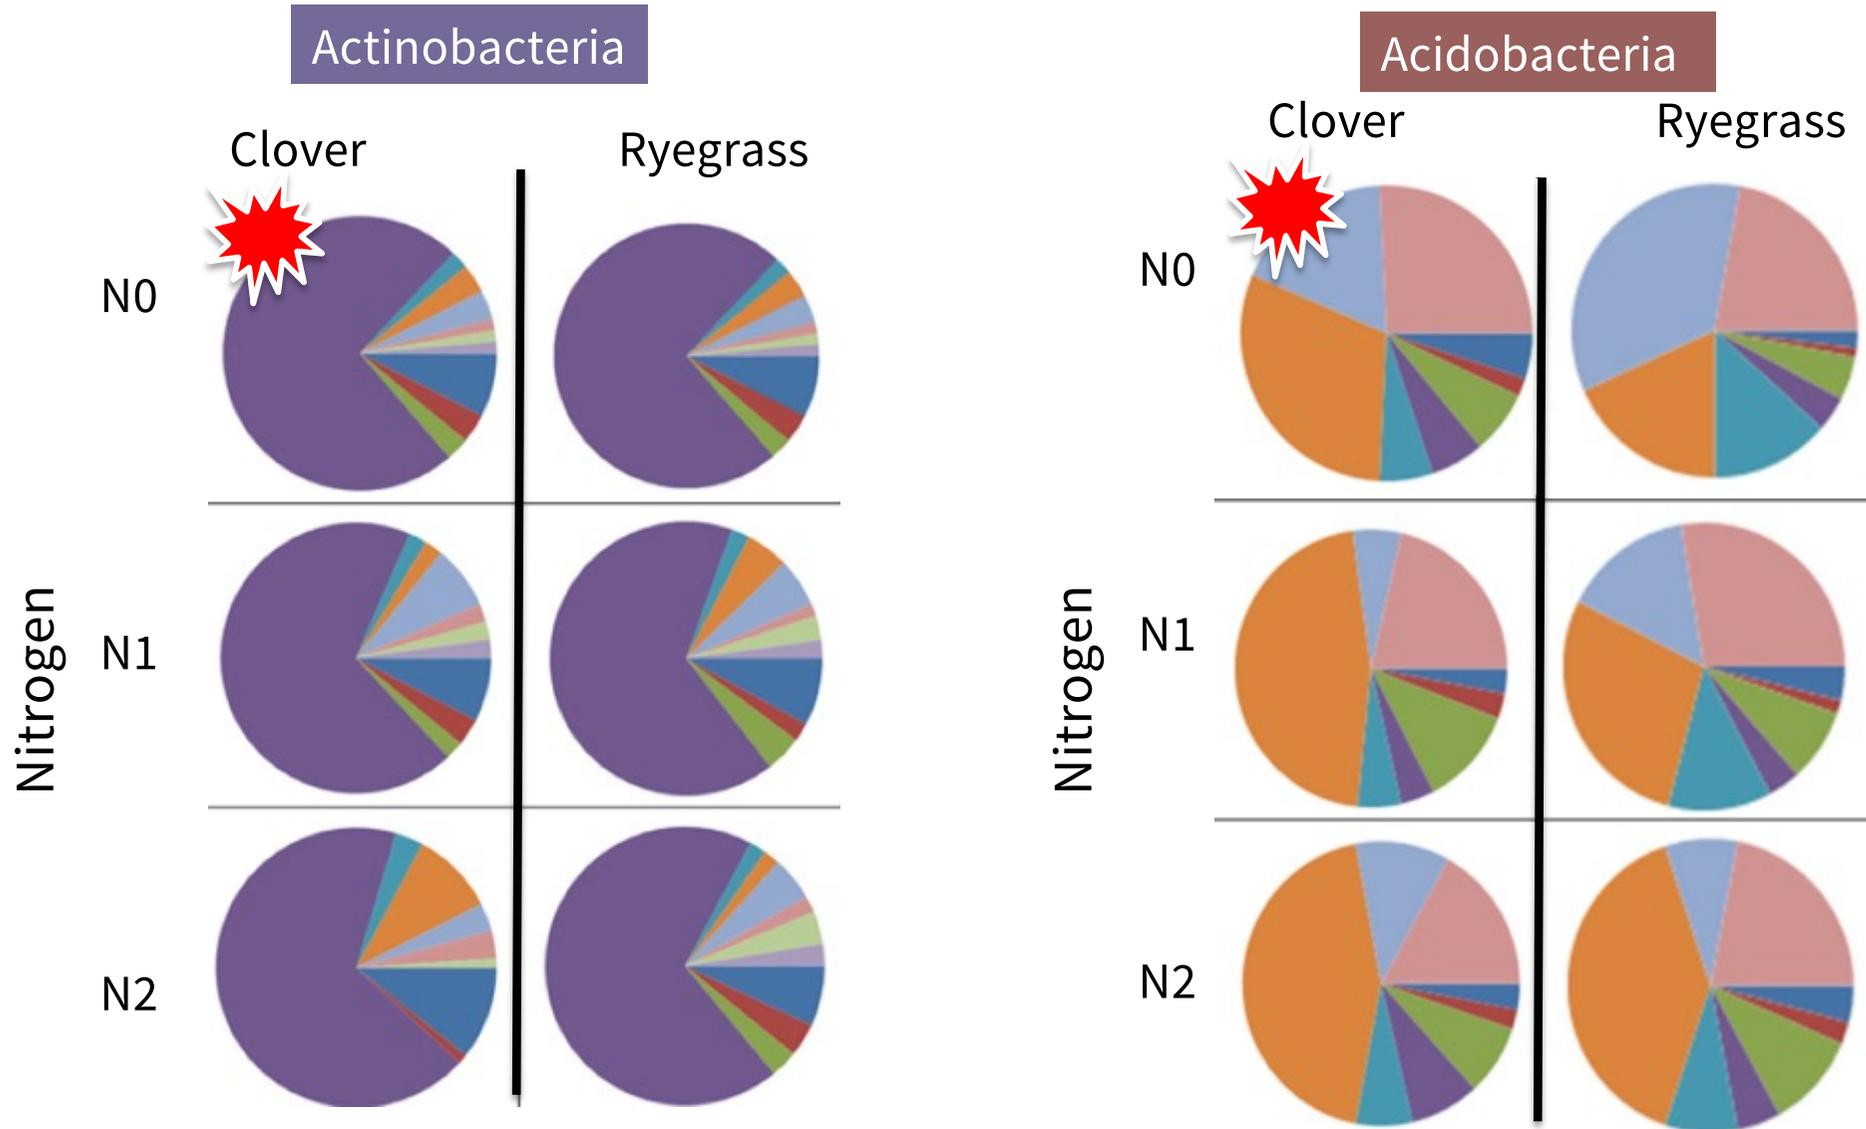 Actinobacteria
Clover
Ryegrass
N0
N1
N2
Nitrogen
Acidobacteria
Clover
Ryegrass
N0
N1
N2
Nitrogen